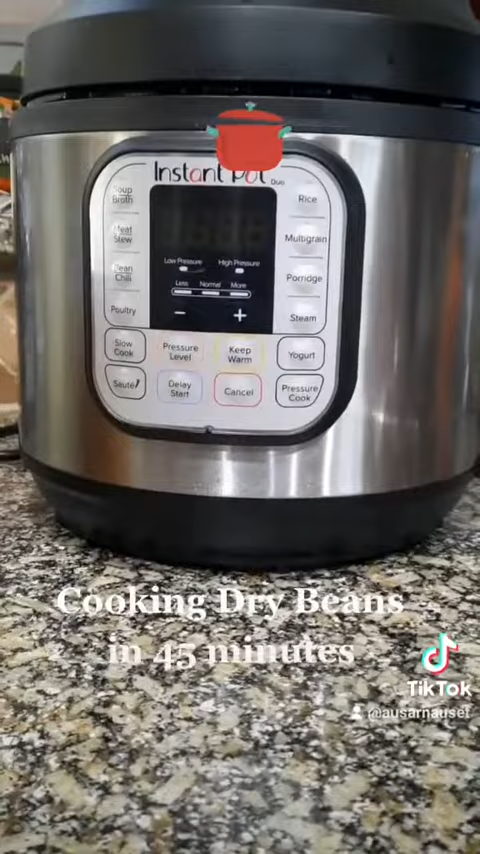 Instant Pot Duo
Soup
Broth
Rice
Meat
Stew
Multigrain
Bean
Chili
Low Pressure High Pressure
Porridge
Less Normal More
Poultry
- +
Steam
Slow
Cook
Pressure
Level
Keep
Warm
Yogurt
Sauté
Delay
Start
Cancel
Pressure
Cook
Cooking Dry Beans
in 45 minutes
TikTok
@ausarnauset